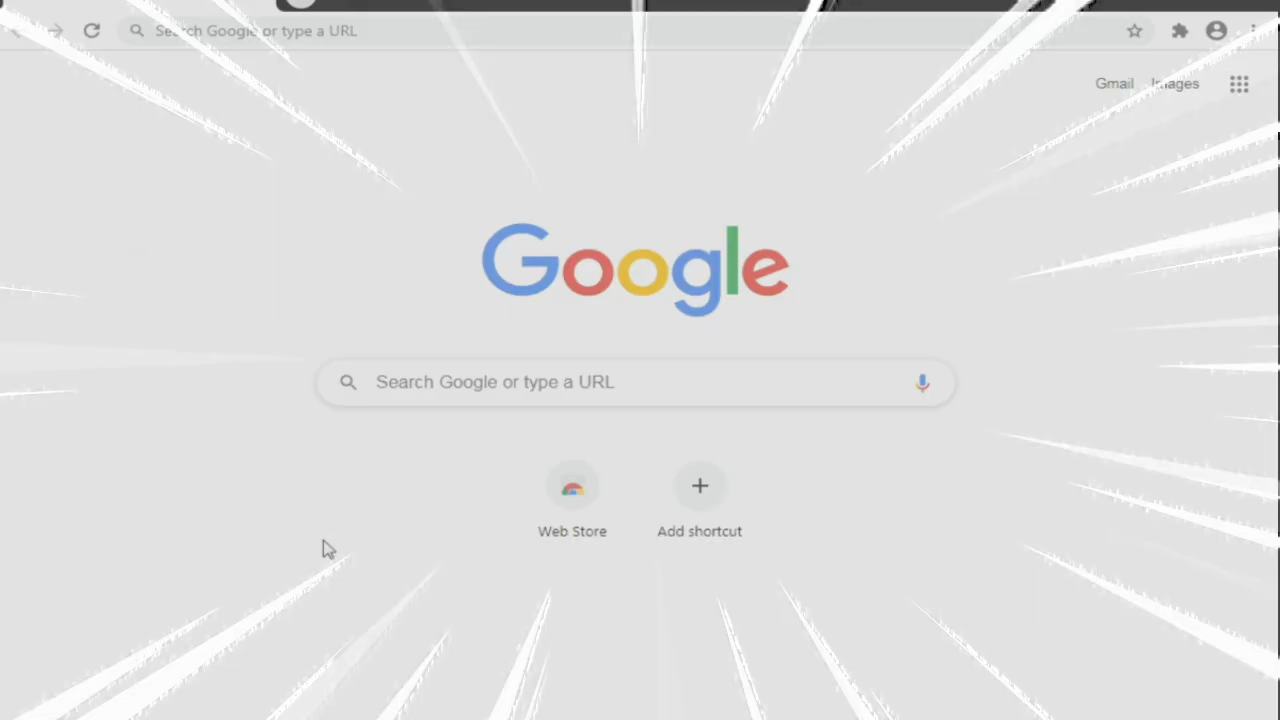 Search Google or type a URL
Gmail Images
Google
Search Google or type a URL
Web Store
Add shortcut